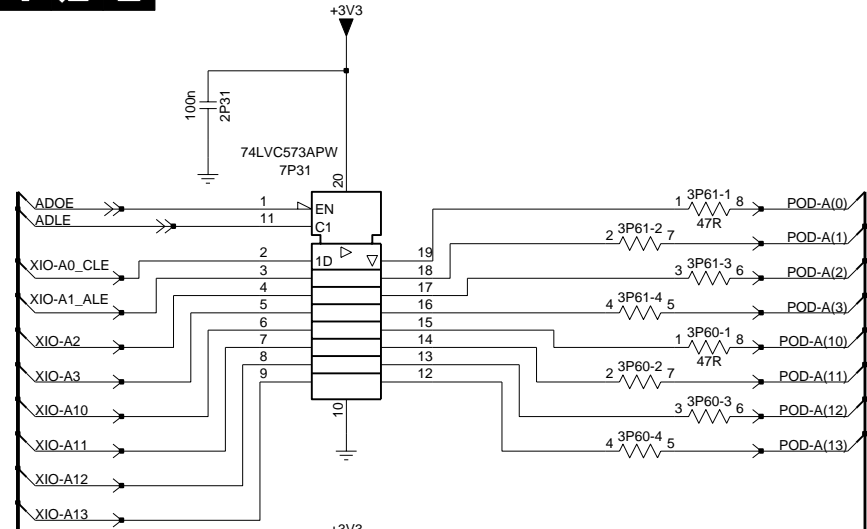 +3V3
100n
2P31
74LVC573APW
7P31
20
ADOE
1
EN
3P61-1
1
8
47R
POD-A(0)
ADLE
11
C1
2
3P61-2
7
POD-A(1)
XIO-A0_CLE
2
1D
19
3
3P61-3
6
POD-A(2)
XIO-A1_ALE
3
18
4
3P61-4
5
POD-A(3)
XIO-A2
4
17
1
3P60-1
8
47R
POD-A(10)
XIO-A3
5
16
2
3P60-2
7
POD-A(11)
XIO-A10
6
15
3
3P60-3
6
POD-A(12)
XIO-A11
7
14
4
3P60-4
5
POD-A(13)
XIO-A12
8
13
XIO-A13
9
12
10
+3V3